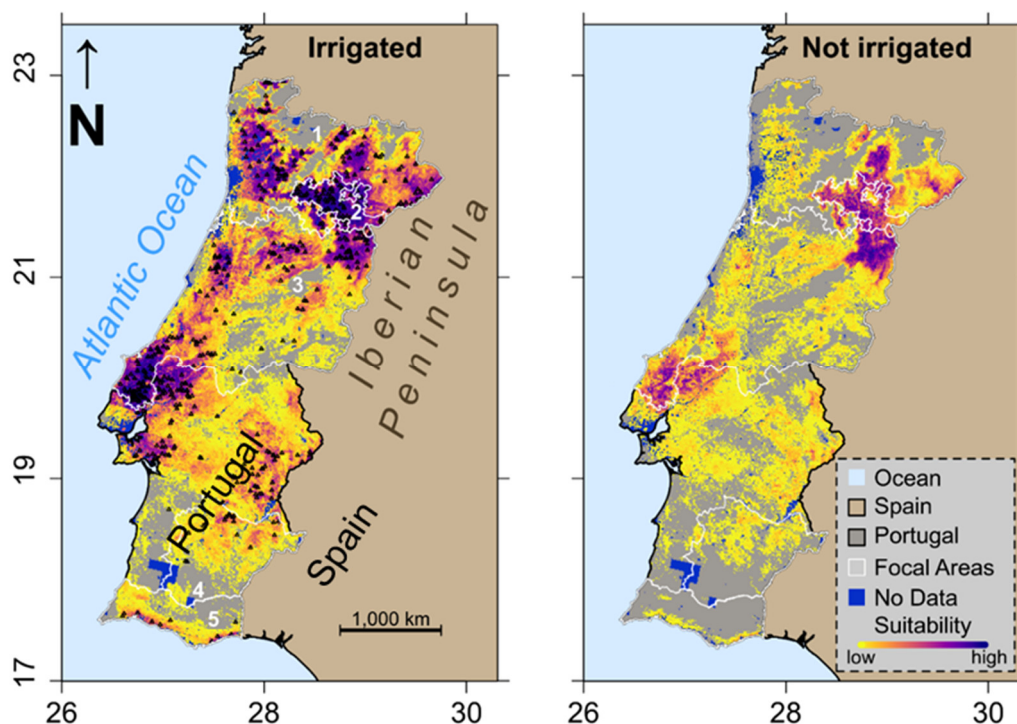 Irrigated
Not irrigated
23
N
1
2
Atlantic Ocean
Iberian
Peninsula
21
3
19
Portugal
Spain
4
5
1,000 km
17
26
28
30
26
28
30
Ocean
Spain
Portugal
Focal Areas
No Data
Suitability
low
high